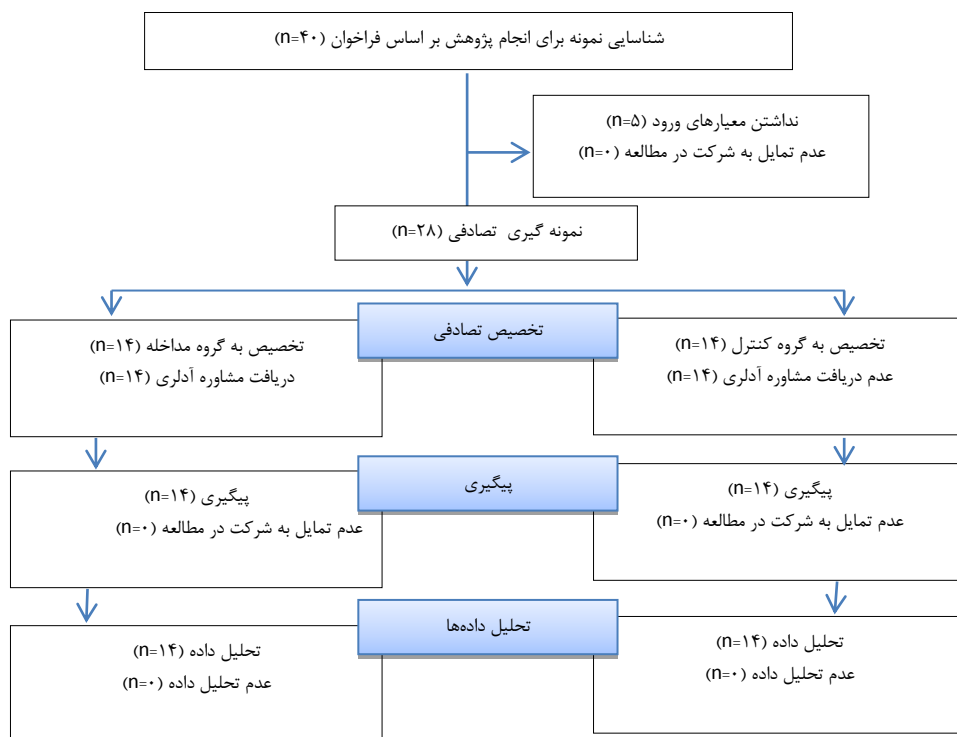 شناسایی نمونه برای انجام پژوهش بر اساس فراخوان (n=۴۰)
نداشتن معیارهای ورود (n=۵)
عدم تمایل به شرکت در مطالعه (n=۰)
نمونه گیری تصادفی (n=۲۸)
تخصیص تصادفی
تخصیص به گروه کنترل (n=۱۴)
عدم دریافت مشاوره آدلری (n=۱۴)
تخصیص به گروه مداخله (n=۱۴)
دریافت مشاوره آدلری (n=۱۴)
پیگیری
پیگیری (n=۱۴)
عدم تمایل به شرکت در مطالعه (n=۰)
پیگیری (n=۱۴)
عدم تمایل به شرکت در مطالعه (n=۰)
تحلیل داده‌ها
تحلیل داده (n=۱۴)
عدم تحلیل داده (n=۰)
تحلیل داده (n=۱۴)
عدم تحلیل داده (n=۰)